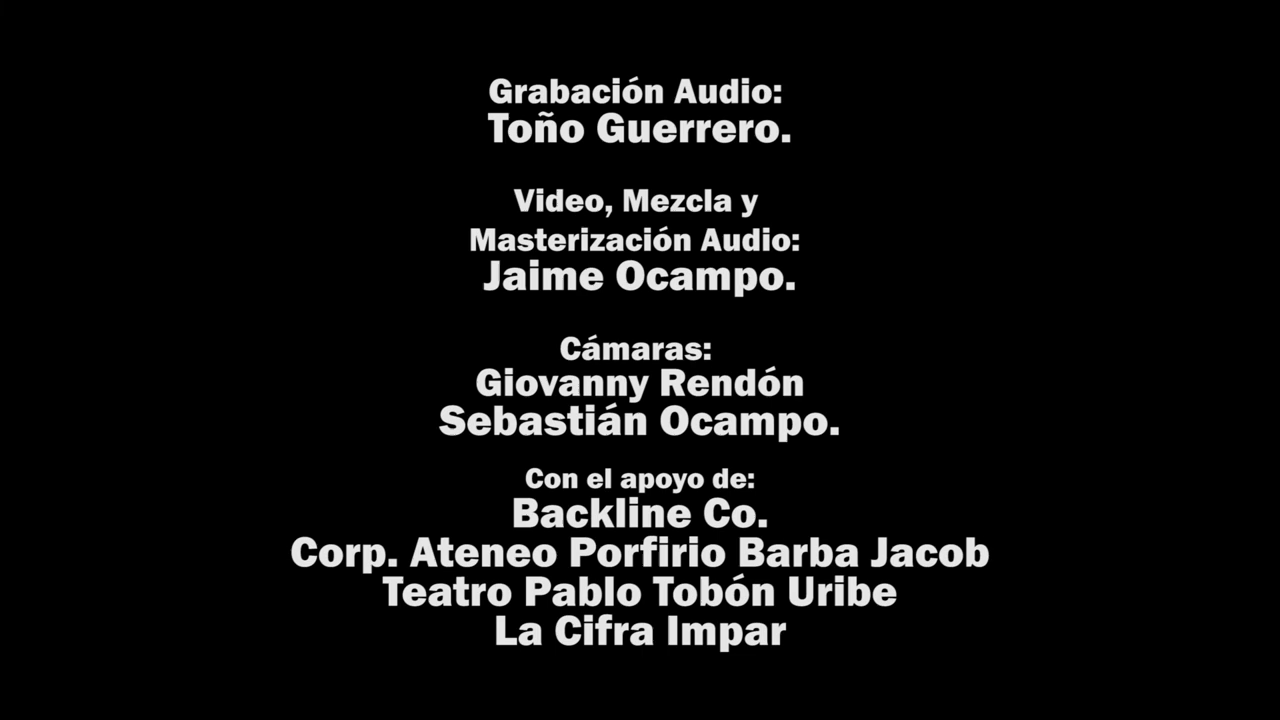 Grabación Audio:
Toño Guerrero.
Video, Mezcla y
Masterización Audio:
Jaime Ocampo.
Cámaras:
Giovanny Rendón
Sebastián Ocampo.
Con el apoyo de:
Backline Co.
Corp. Ateneo Porfirio Barba Jacob
Teatro Pablo Tobón Uribe
La Cifra Impar